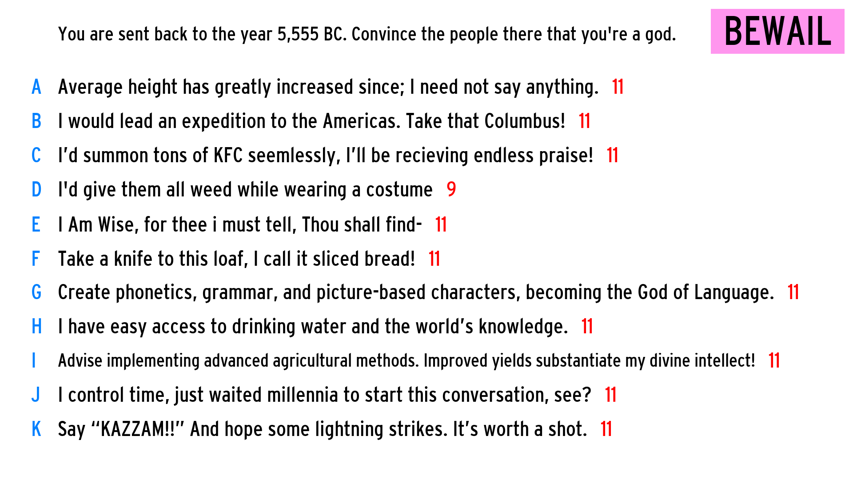 You are sent back to the year 5,555 BC. Convince the people there that you're a god.
BEWAIL
A Average height has greatly increased since; I need not say anything. 11
B I would lead an expedition to the Americas. Take that Columbus! 11
C I’d summon tons of KFC seemlessly, I’ll be recieving endless praise! 11
D I'd give them all weed while wearing a costume 9
E I Am Wise, for thee i must tell, Thou shall find- 11
F Take a knife to this loaf, I call it sliced bread! 11
G Create phonetics, grammar, and picture-based characters, becoming the God of Language. 11
H I have easy access to drinking water and the world’s knowledge. 11
I Advise implementing advanced agricultural methods. Improved yields substantiate my divine intellect! 11
J I control time, just waited millennia to start this conversation, see? 11
K Say “KAZZAM!!” And hope some lightning strikes. It’s worth a shot. 11